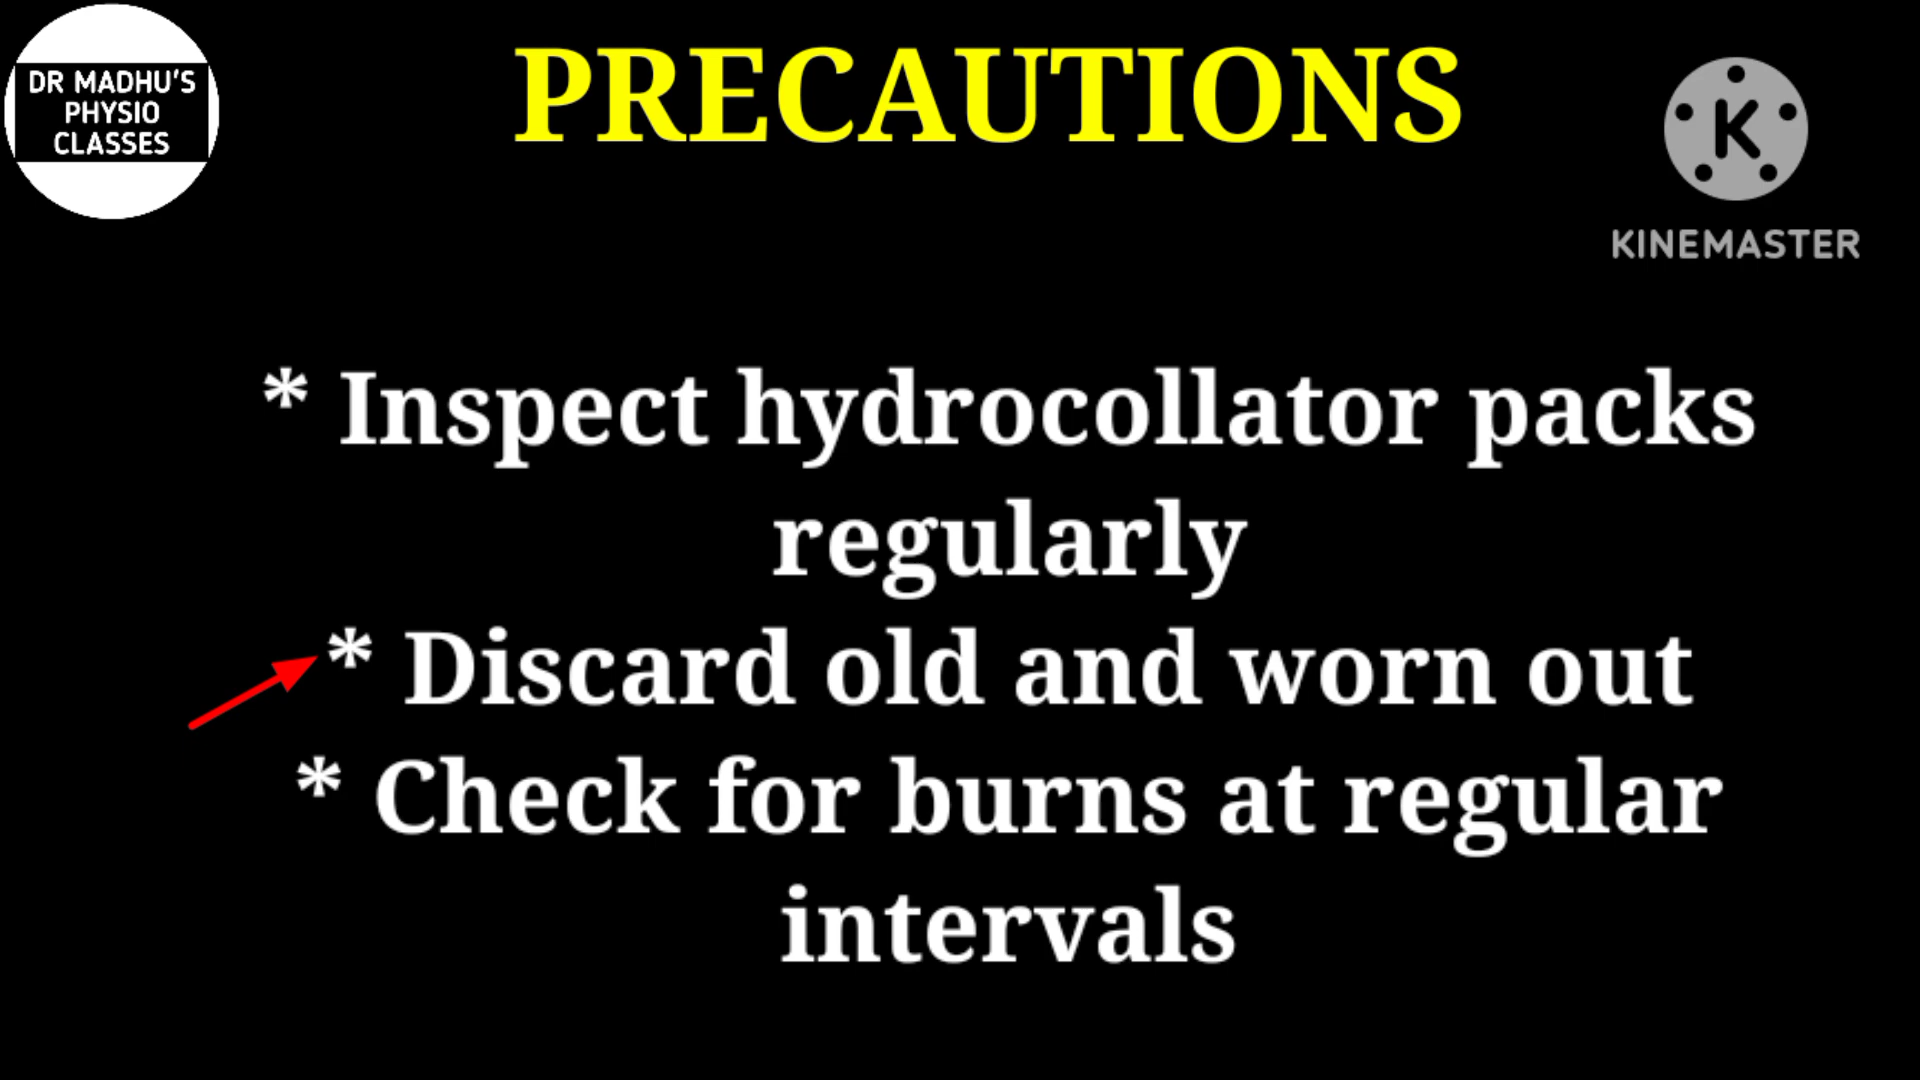 DR MADHU'S
PHYSIO
CLASSES
PRECAUTIONS
K
KINEMASTER
* Inspect hydrocollator packs
regularly
* Discard old and worn out
* Check for burns at regular
intervals